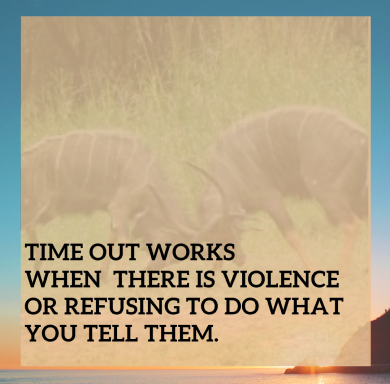 TIME OUT WORKS
WHEN  THERE IS VIOLENCE
OR REFUSING TO DO WHAT
YOU TELL THEM.